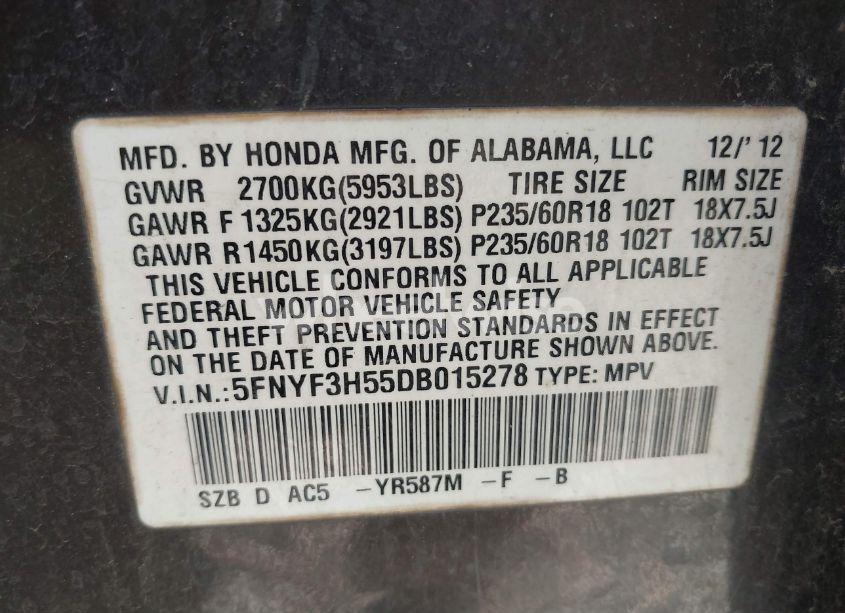 MFD. BY HONDA MFG. OF ALABAMA, LLC 12/'12
GVWR 2700KG(5953LBS) TIRE SIZE RIM SIZE
GAWR F 1325KG(2921LBS) P235/60R18 102T 18X7.5J
GAWR R1450KG(3197LBS) P235/60R18 102T 18X7.5J
THIS VEHICLE CONFORMS TO ALL APPLICABLE
FEDERAL MOTOR VEHICLE SAFETY
AND THEFT PREVENTION STANDARDS IN EFFECT
ON THE DATE OF MANUFACTURE SHOWN ABOVE.
V.I.N.:5FNYF3H55DB015278 TYPE: MPV
SZB D AC5 -YR587M -F -B